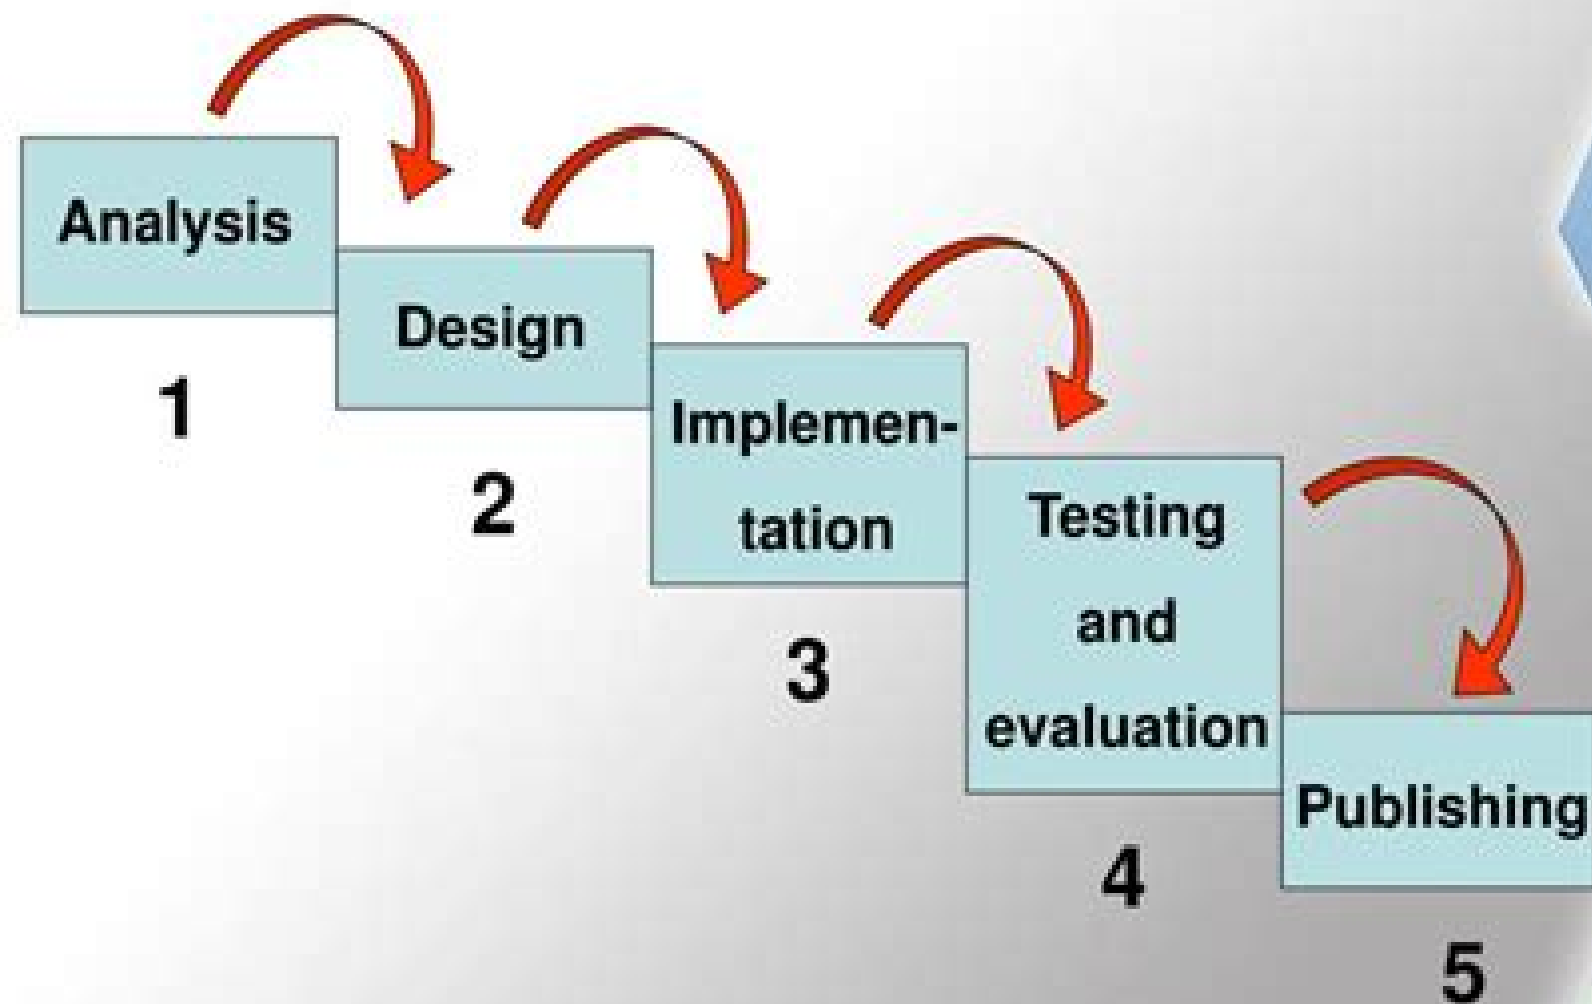 Analysis
1
Design
2
Implemen-
tation
3
Testing
and
evaluation
4
Publishing
5